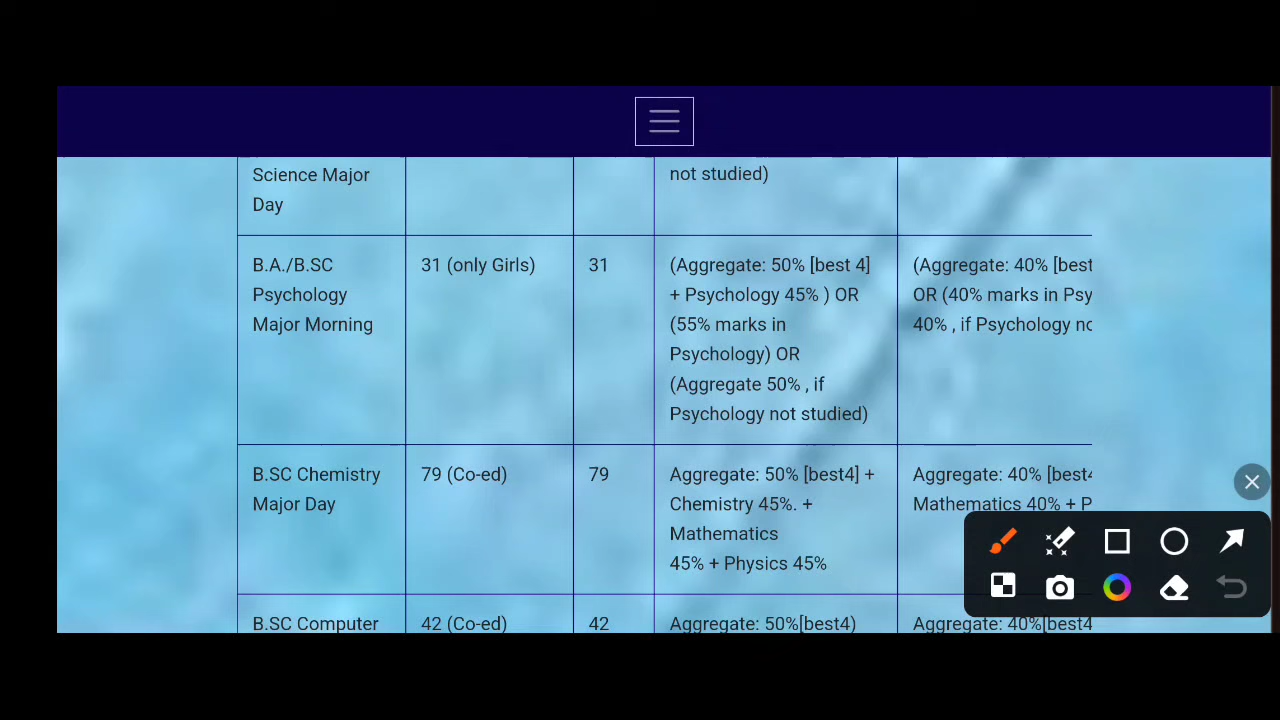 Science Major
Day
not studied)
B.A./B.SC
Psychology
Major Morning
31 (only Girls)
31
(Aggregate: 50% [best 4]
+ Psychology 45% ) OR
(55% marks in
Psychology) OR
(Aggregate 50% , if
Psychology not studied)
(Aggregate: 40% [best
OR (40% marks in Psy
40% , if Psychology no
B.SC Chemistry
Major Day
79 (Co-ed)
79
Aggregate: 50% [best4] +
Chemistry 45%. +
Mathematics
45% + Physics 45%
Aggregate: 40% [best4
Mathematics 40% + P
B.SC Computer
42 (Co-ed)
42
Aggregate: 50%[best4)
Aggregate: 40%[best4